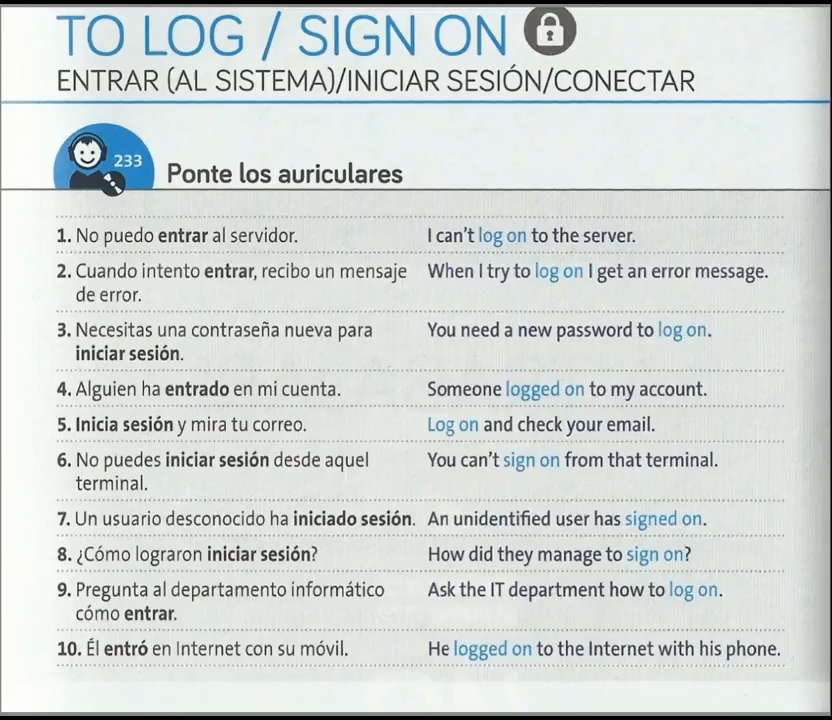 TO LOG / SIGN ON
ENTRAR (AL SISTEMA)/INICIAR SESIÓN/CONECTAR
233
Ponte los auriculares
1. No puedo entrar al servidor. I can't log on to the server.
2. Cuando intento entrar, recibo un mensaje When I try to log on I get an error message.
de error.
3. Necesitas una contraseña nueva para You need a new password to log on.
iniciar sesión.
4. Alguien ha entrado en mi cuenta. Someone logged on to my account.
5. Inicia sesión y mira tu correo. Log on and check your email.
6. No puedes iniciar sesión desde aquel You can't sign on from that terminal.
terminal.
7. Un usuario desconocido ha iniciado sesión. An unidentified user has signed on.
8. ¿Cómo lograron iniciar sesión? How did they manage to sign on?
9. Pregunta al departamento informático Ask the IT department how to log on.
cómo entrar.
10. Él entró en Internet con su móvil. He logged on to the Internet with his phone.